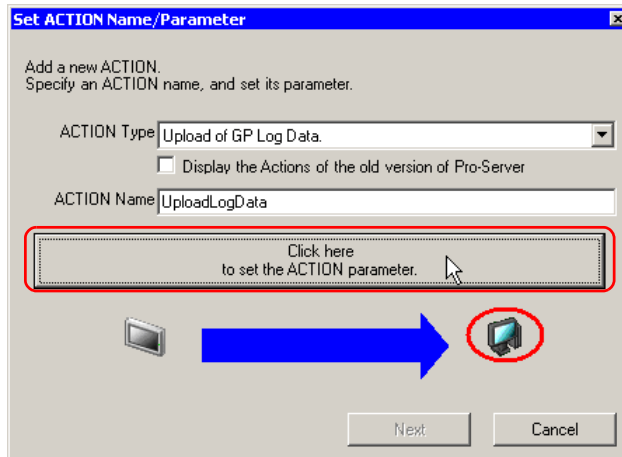 Set ACTION Name/Parameter
Add a new ACTION.
Specify an ACTION name, and set its parameter.
ACTION Type Upload of GP Log Data.
Display the Actions of the old version of Pro-Server
ACTION Name UploadLogData
Click here
to set the ACTION parameter.
Next Cancel